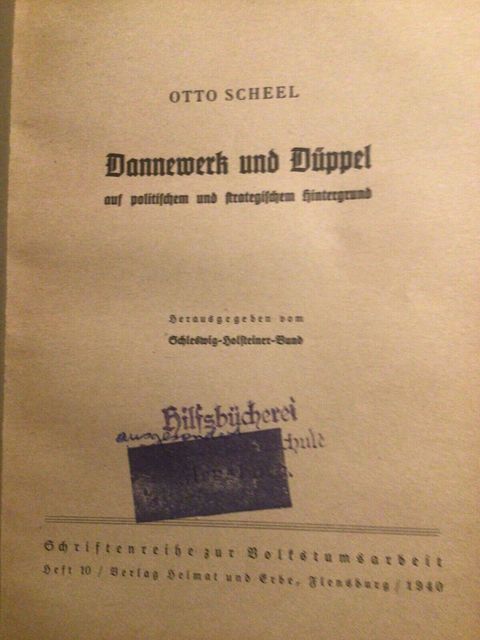 OTTO SCHEEL
Dannewerk und Düppel
auf politischem und strategischem Hintergrund
Herausgegeben vom
Schleswig-Holsteiner-Bund
Hilfsbücherei
chule
Schriftenreihe zur Volkstumsarbeit
Heft 10 / Verlag Heimat und Erbe, Flensburg / 1940